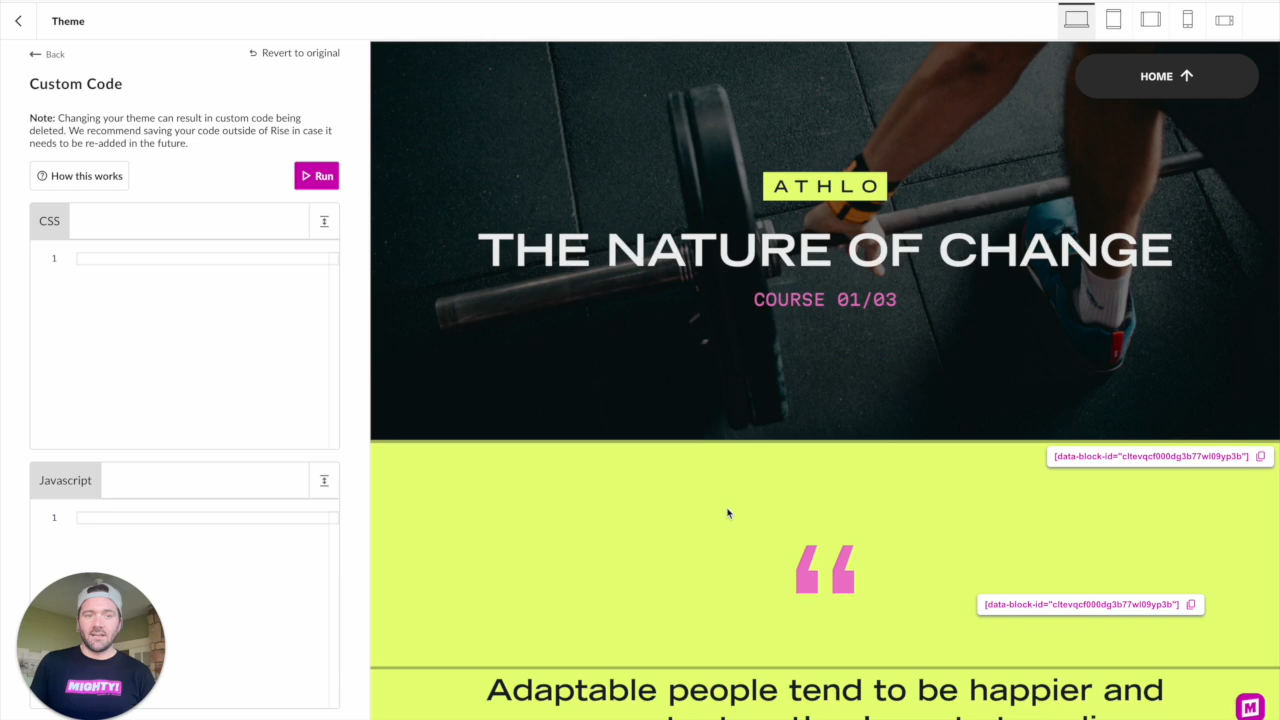 Theme
Back
Revert to original
Custom Code
Note: Changing your theme can result in custom code being
deleted. We recommend saving your code outside of Rise in case it
needs to be re-added in the future.
How this works
Run
CSS
1
Javascript
1
MIGHTY!
HOME
ATHLO
THE NATURE OF CHANGE
COURSE 01/03
[data-block-id="cltevqcf000dg3b77wl09yp3b"]
“
[data-block-id="cltevqcf000dg3b77wl09yp3b"]
Adaptable people tend to be happier and
M